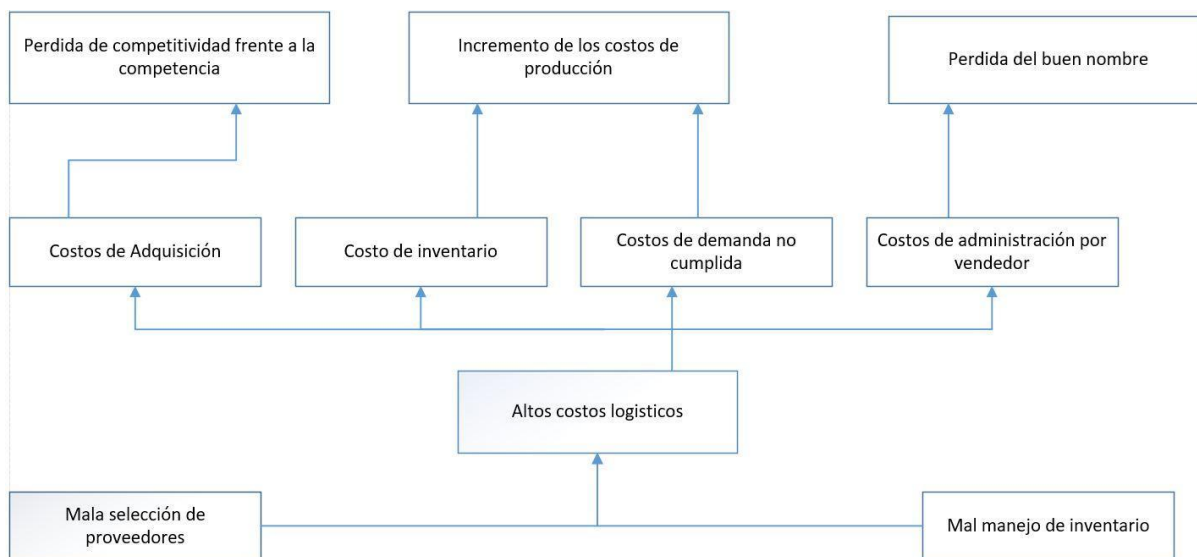 Perdida de competitividad frente a la
competencia
Incremento de los costos de
producción
Perdida del buen nombre
Costos de Adquisición
Costo de inventario
Costos de demanda no
cumplida
Costos de administración por
vendedor
Altos costos logisticos
Mala selección de
proveedores
Mal manejo de inventario